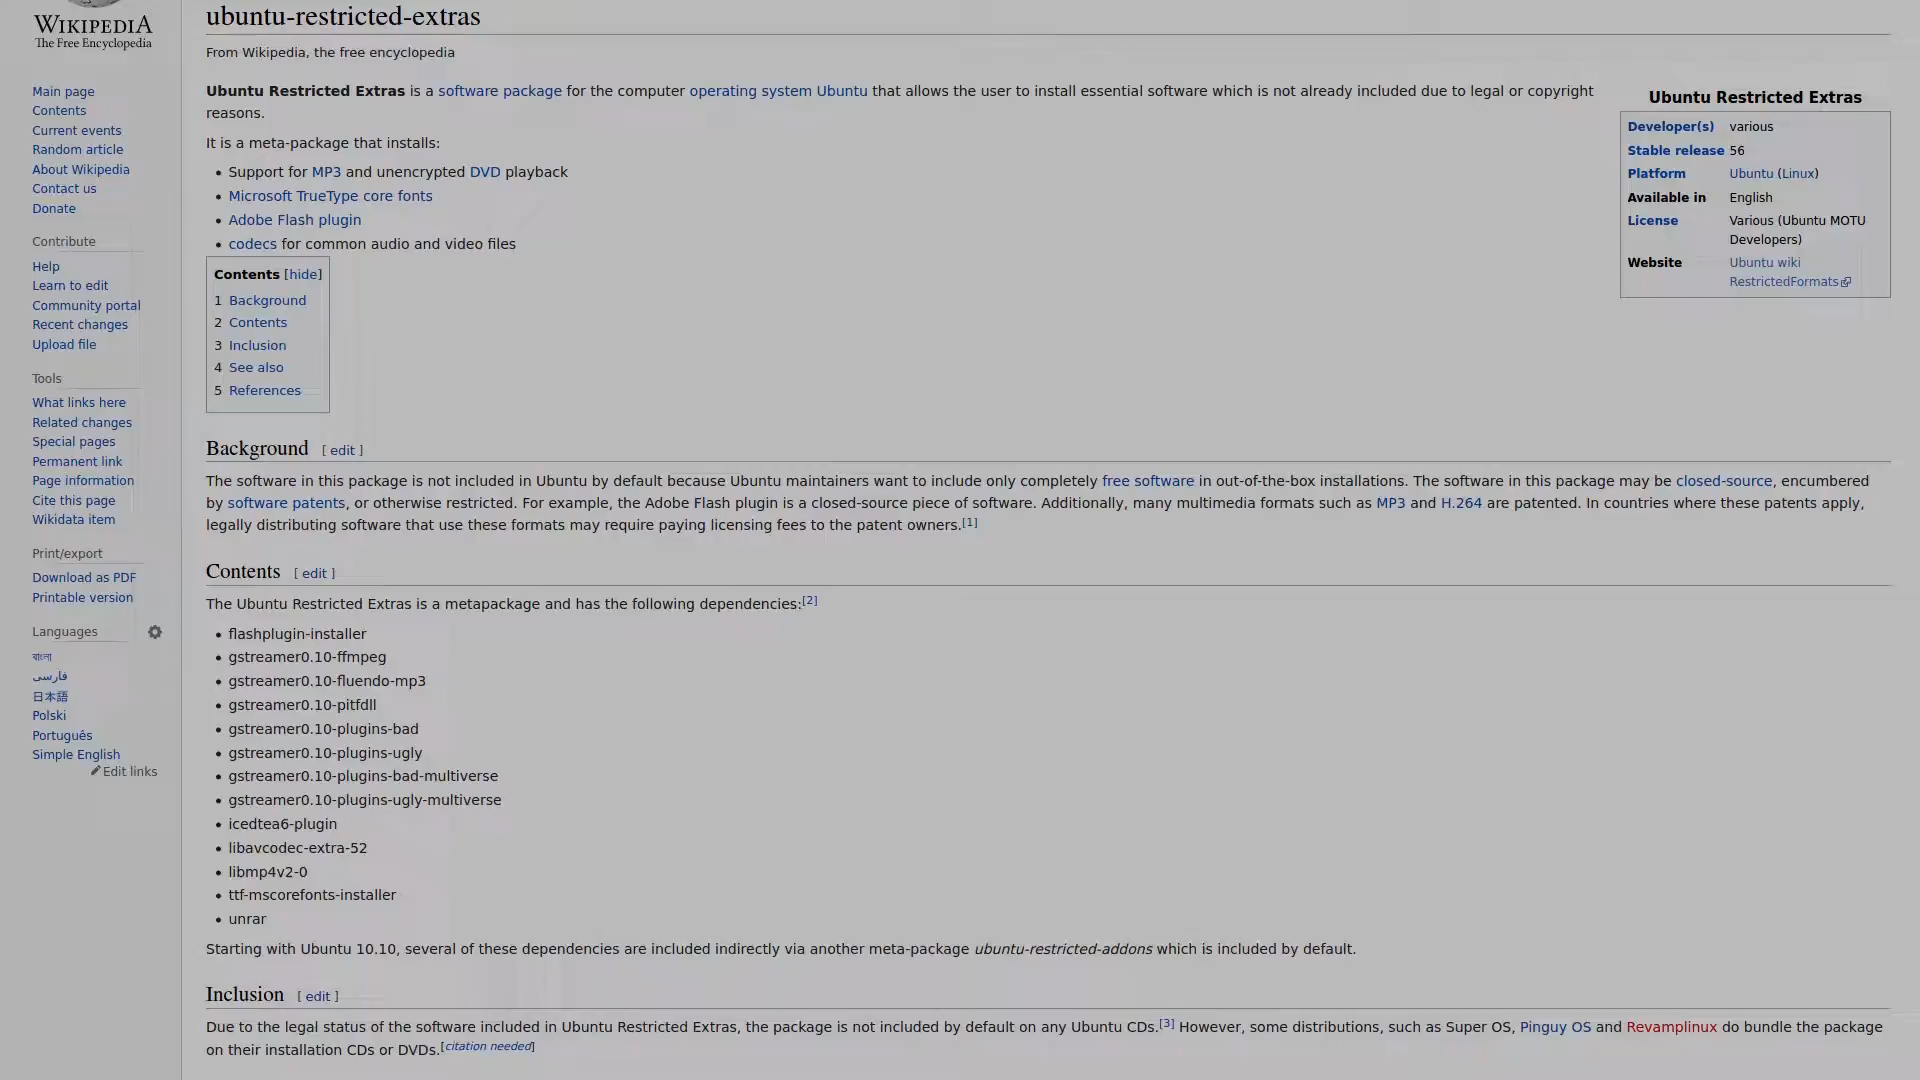 WIKIPEDIA
The Free Encyclopedia
Main page
Contents
Current events
Random article
About Wikipedia
Contact us
Donate
Contribute
Help
Learn to edit
Community portal
Recent changes
Upload file
Tools
What links here
Related changes
Special pages
Permanent link
Page information
Cite this page
Wikidata item
Print/export
Download as PDF
Printable version
Languages
বাংলা
فارسی
日本語
Polski
Português
Simple English
Edit links
ubuntu-restricted-extras
From Wikipedia, the free encyclopedia
Ubuntu Restricted Extras is a software package for the computer operating system Ubuntu that allows the user to install essential software which is not already included due to legal or copyright
reasons.
It is a meta-package that installs:
• Support for MP3 and unencrypted DVD playback
• Microsoft TrueType core fonts
• Adobe Flash plugin
• codecs for common audio and video files
Ubuntu Restricted Extras
Developer(s) various
Stable release 56
Platform Ubuntu (Linux)
Available in English
License Various (Ubuntu MOTU
Developers)
Website Ubuntu wiki
RestrictedFormats
Contents [hide]
1 Background
2 Contents
3 Inclusion
4 See also
5 References
Background [ edit ]
The software in this package is not included in Ubuntu by default because Ubuntu maintainers want to include only completely free software in out-of-the-box installations. The software in this package may be closed-source, encumbered
by software patents, or otherwise restricted. For example, the Adobe Flash plugin is a closed-source piece of software. Additionally, many multimedia formats such as MP3 and H.264 are patented. In countries where these patents apply,
legally distributing software that use these formats may require paying licensing fees to the patent owners.[1]
Contents [ edit ]
The Ubuntu Restricted Extras is a metapackage and has the following dependencies:[2]
• flashplugin-installer
• gstreamer0.10-ffmpeg
• gstreamer0.10-fluendo-mp3
• gstreamer0.10-pitfdll
• gstreamer0.10-plugins-bad
• gstreamer0.10-plugins-ugly
• gstreamer0.10-plugins-bad-multiverse
• gstreamer0.10-plugins-ugly-multiverse
• icedtea6-plugin
• libavcodec-extra-52
• libmp4v2-0
• ttf-mscorefonts-installer
• unrar
Starting with Ubuntu 10.10, several of these dependencies are included indirectly via another meta-package ubuntu-restricted-addons which is included by default.
Inclusion [ edit ]
Due to the legal status of the software included in Ubuntu Restricted Extras, the package is not included by default on any Ubuntu CDs.[3] However, some distributions, such as Super OS, Pinguy OS and Revamplinux do bundle the package
on their installation CDs or DVDs.[citation needed]